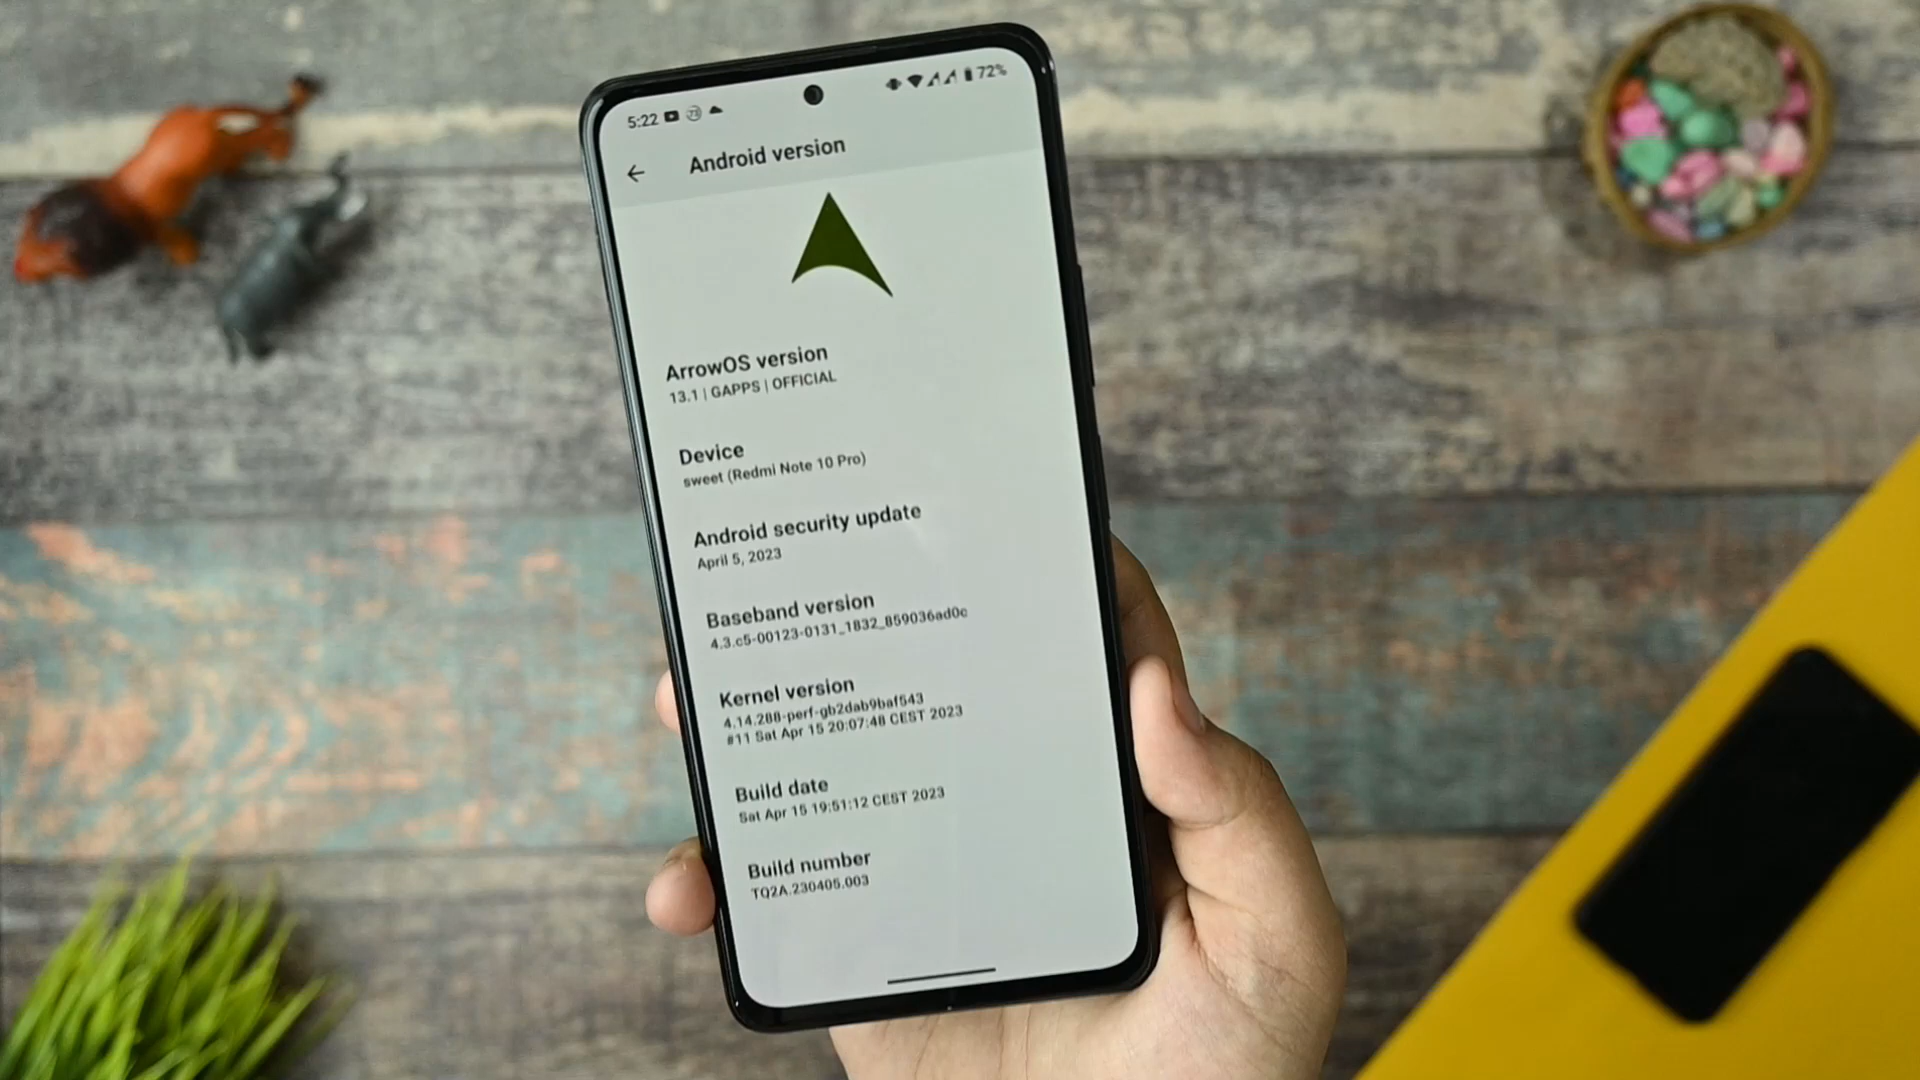 5:22
72%
Android version
ArrowOS version
13.1 | GAPPS | OFFICIAL
Device
sweet (Redmi Note 10 Pro)
Android security update
April 5, 2023
Baseband version
4.3.c5-00123-0131_1832_859036ad0c
Kernel version
4.14.288-perf-gb2dab9baf543
#11 Sat Apr 15 20:07:48 CEST 2023
Build date
Sat Apr 15 19:51:12 CEST 2023
Build number
TQ2A.230405.003